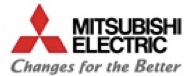 MITSUBISHI
ELECTRIC
Changes for the Better